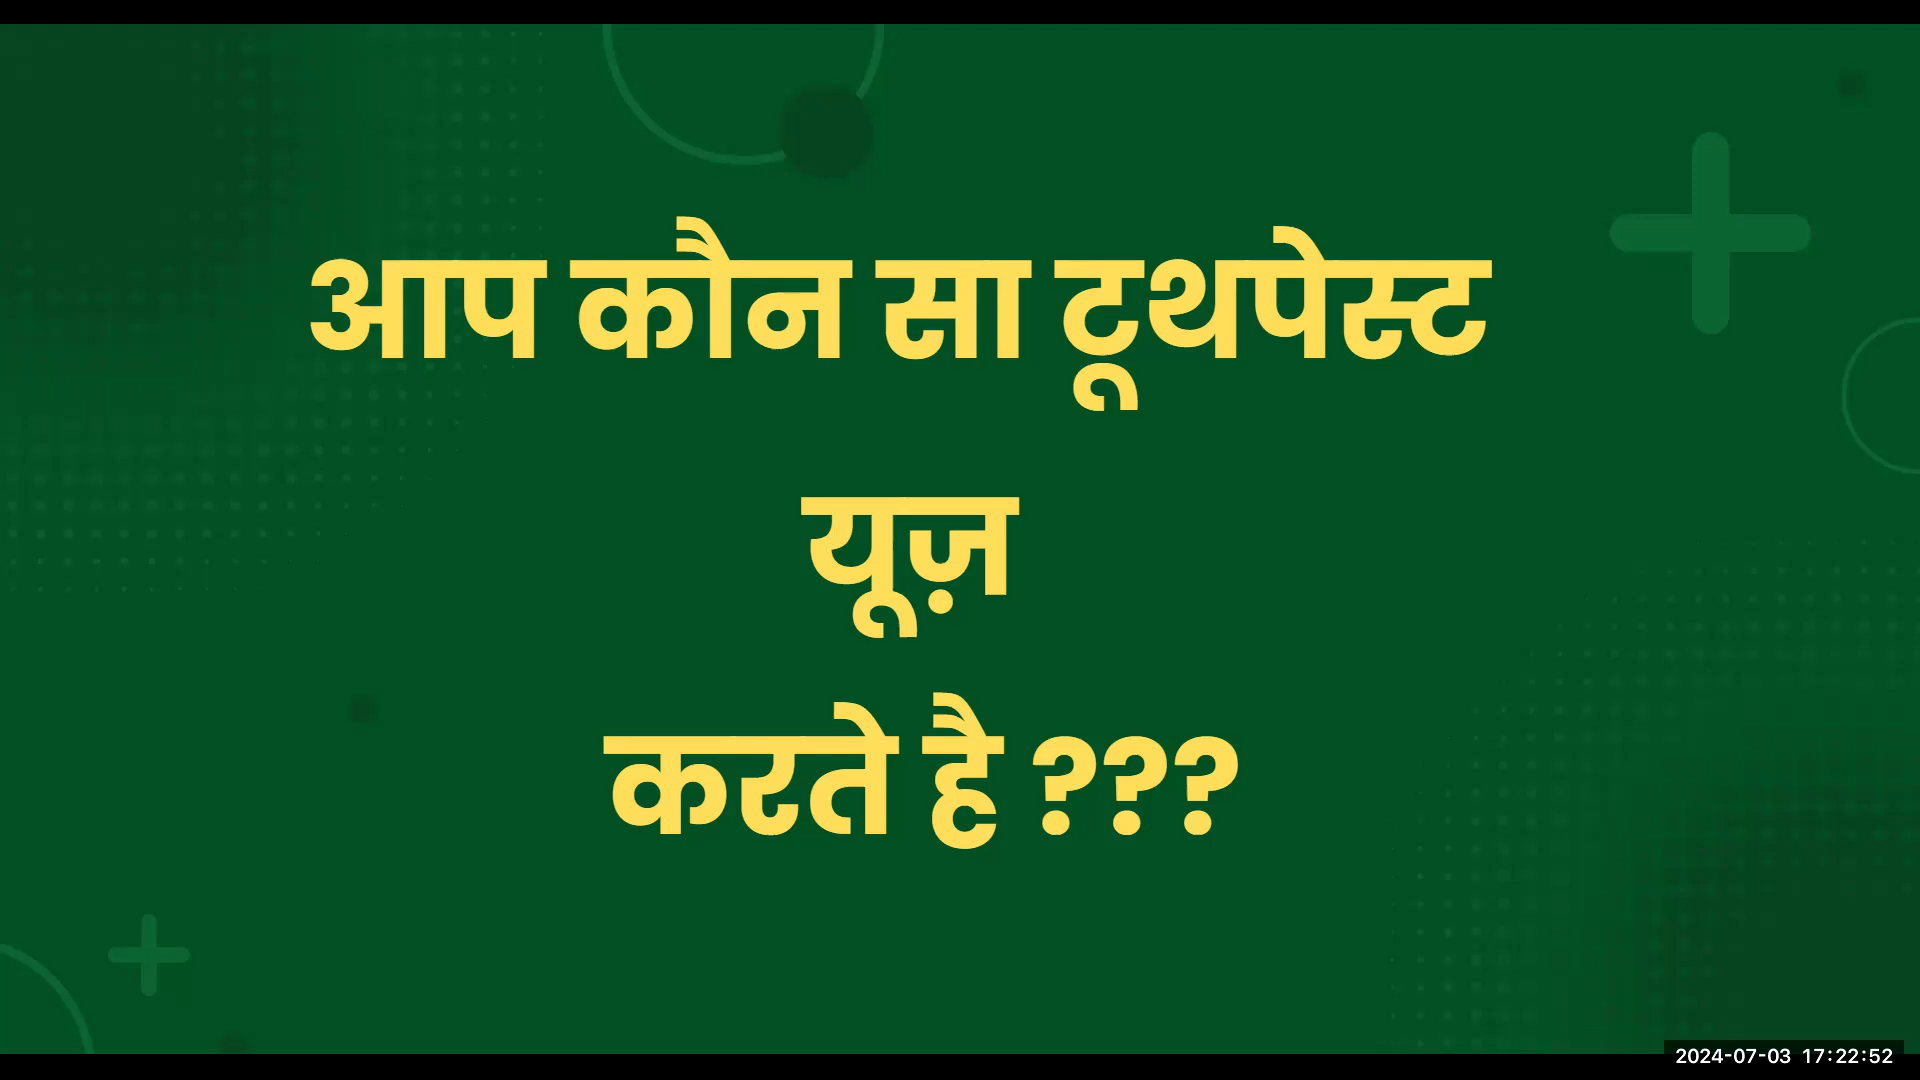 आप कौन सा टूथपेस्ट
यूज़
करते है ???
2024-07-03 17:22:52